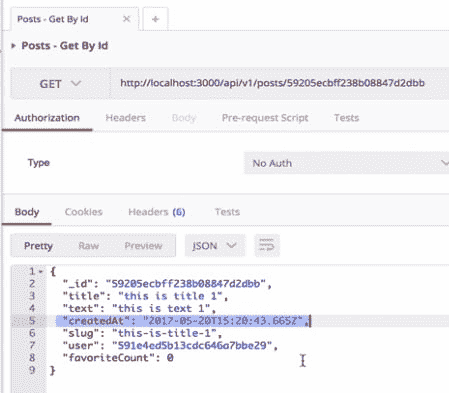 Posts - Get By Id
Posts - Get By Id
GET http://localhost:3000/api/v1/posts/59205ecbff238b08847d2dbb
Authorization Headers Body Pre-request Script Tests
Type No Auth
Body Cookies Headers (6) Tests
Pretty Raw Preview JSON
1 {
2 "_id": "59205ecbff238b08847d2dbb",
3 "title": "this is title 1",
4 "text": "this is text 1",
5 "createdAt": "2017-05-20T15:20:43.665Z",
6 "slug": "this-is-title-1",
7 "user": "591e4ed5b13cdc646a7bbe29",
8 "favoriteCount": 0
9 }